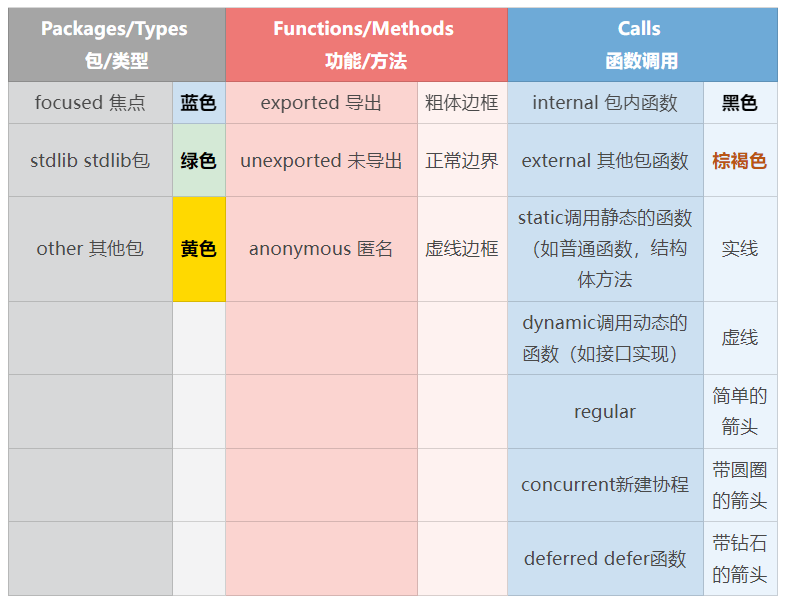 Packages/Types
包/类型
Functions/Methods
功能/方法
Calls
函数调用
focused 焦点
蓝色
exported 导出
粗体边框
internal 包内函数
黑色
stdlib stdlib包
绿色
unexported 未导出
正常边界
external 其他包函数
棕褐色
other 其他包
黄色
anonymous 匿名
虚线边框
static调用静态的函数
（如普通函数，结构
体方法
实线
dynamic调用动态的
函数（如接口实现）
虚线
regular
简单的
箭头
concurrent新建协程
带圆圈
的箭头
deferred defer函数
带钻石
的箭头